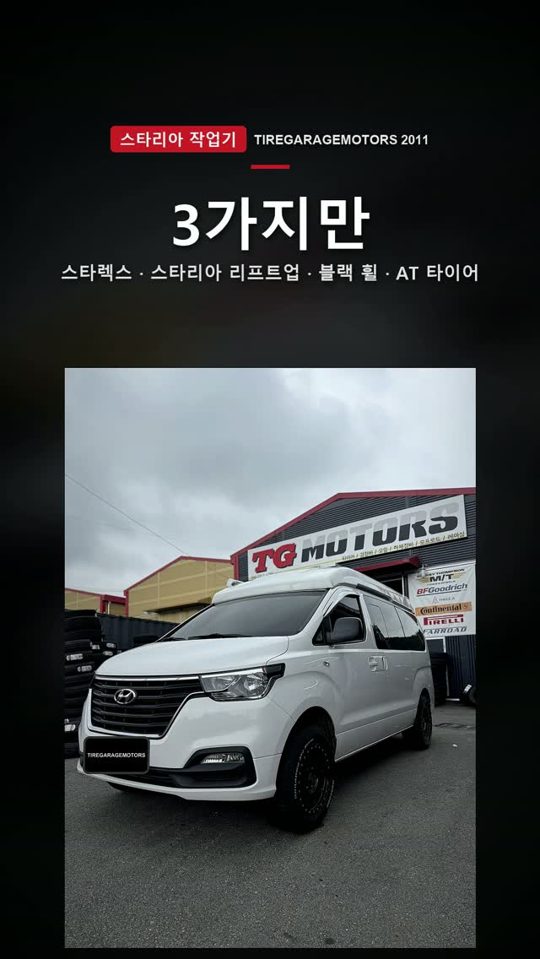 스타리아 작업기 TIREGARAGEMOTORS 2011
3가지만
스타렉스 · 스타리아 리프트업 · 블랙 휠 · AT 타이어
TG MOTORS
M/T
BFGoodrich
Continental
PIRELLI
FARROAD
TIREGARAGEMOTORS